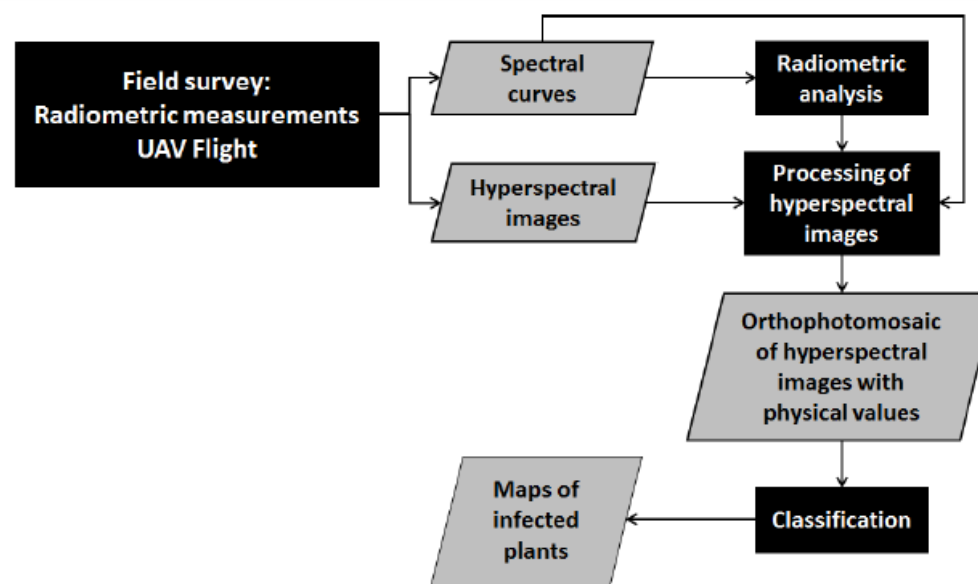 Field survey:
Radiometric measurements
UAV Flight
Spectral
curves
Radiometric
analysis
Hyperspectral
images
Processing of
hyperspectral
images
Orthophotomosaic
of hyperspectral
images with
physical values
Classification
Maps of
infected
plants